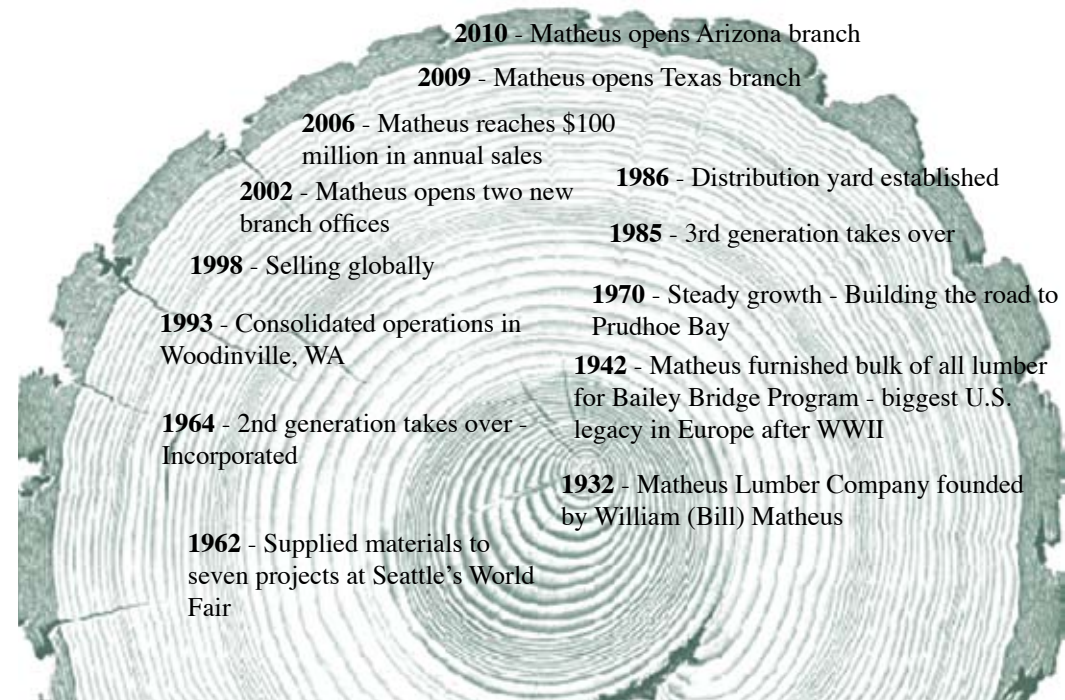 2010 - Matheus opens Arizona branch
2009 - Matheus opens Texas branch
2006 - Matheus reaches $100
million in annual sales
2002 - Matheus opens two new
branch offices
1998 - Selling globally
1993 - Consolidated operations in
Woodinville, WA
1964 - 2nd generation takes over -
Incorporated
1962 - Supplied materials to
seven projects at Seattle's World
Fair
1986 - Distribution yard established
1985 - 3rd generation takes over
1970 - Steady growth - Building the road to
Prudhoe Bay
1942 - Matheus furnished bulk of all lumber
for Bailey Bridge Program - biggest U.S.
legacy in Europe after WWII
1932 - Matheus Lumber Company founded
by William (Bill) Matheus